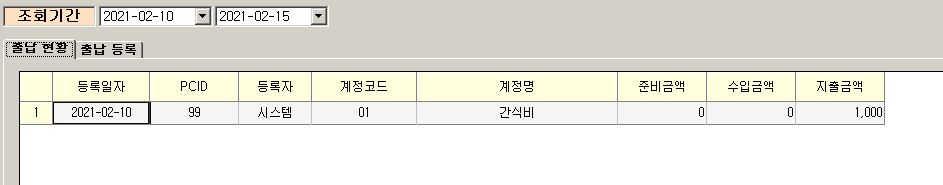 조회기간 2021-02-10 2021-02-15
출납 현황 출납 등록
등록일자 PCID 등록자 계정코드 계정명 준비금액 수입금액 지출금액
1 2021-02-10 99 시스템 01 간식비 0 0 1,000